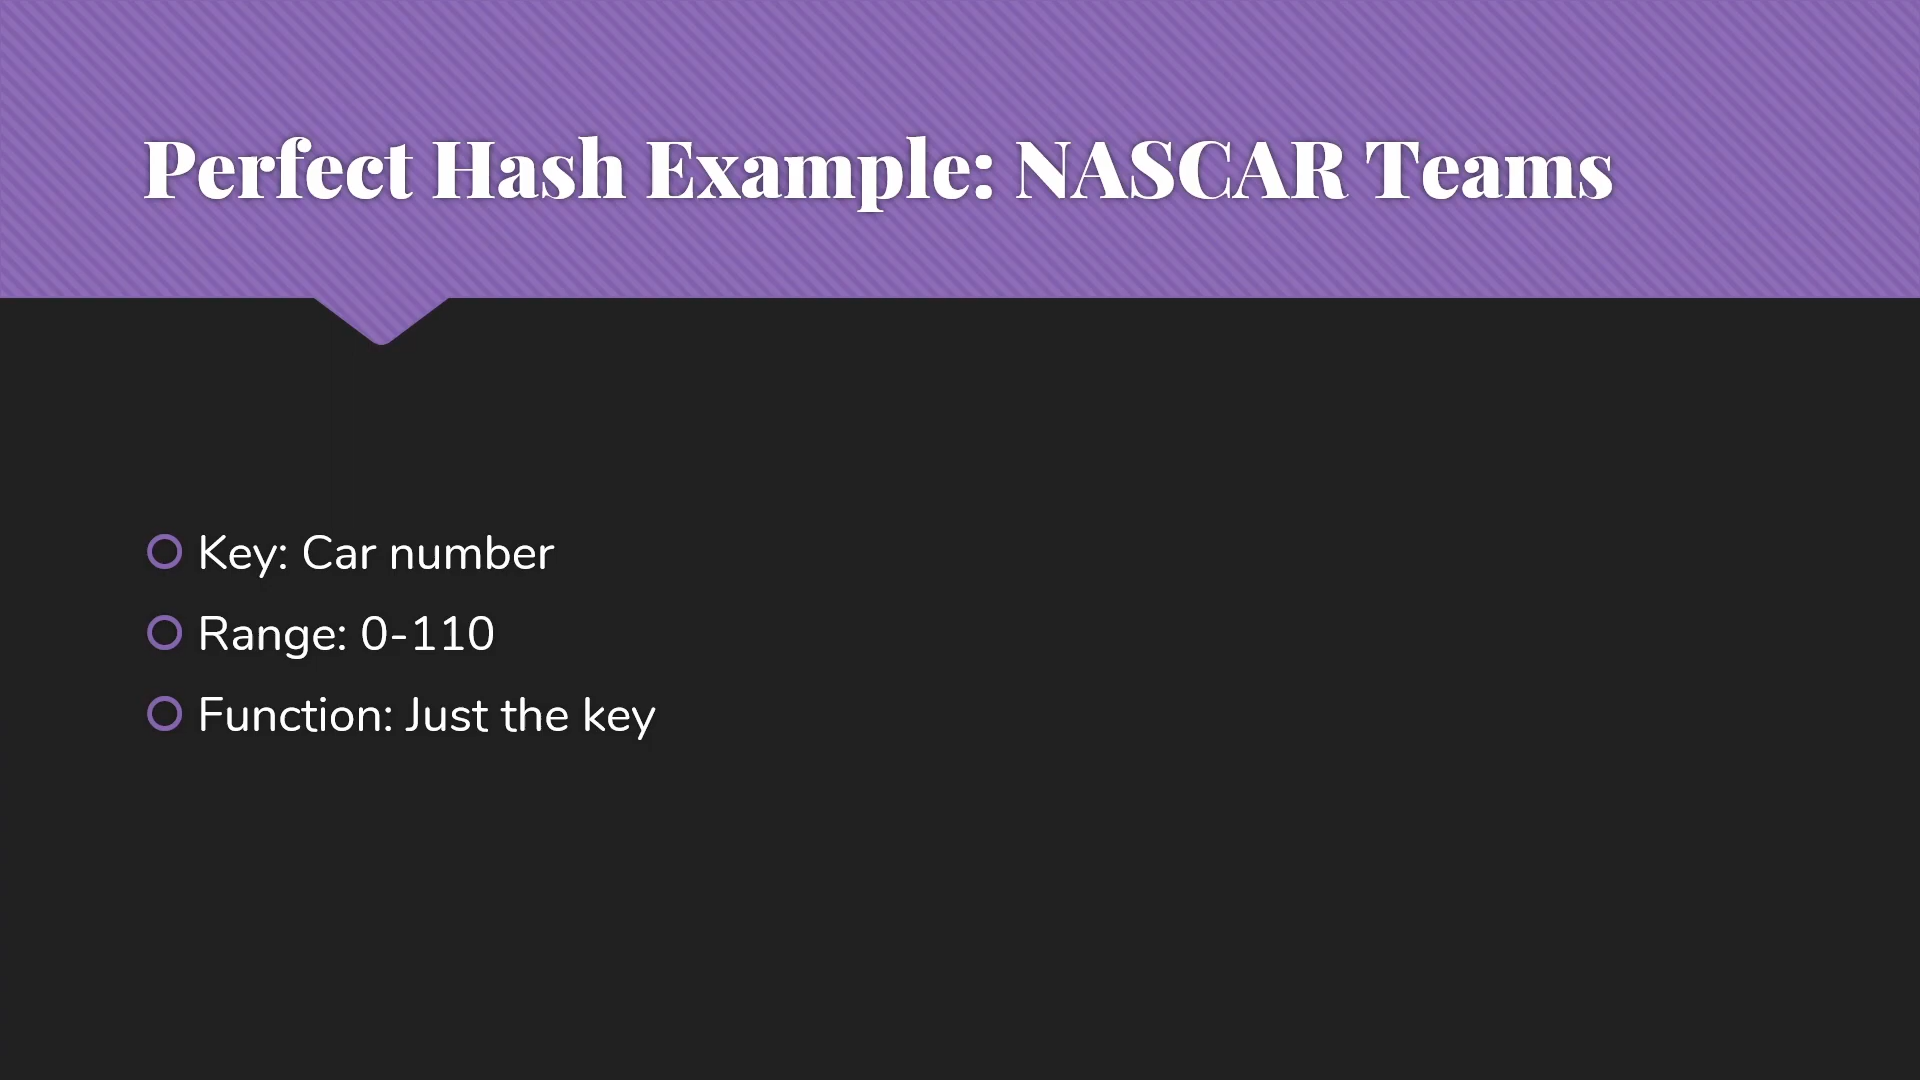 Perfect Hash Example: NASCAR Teams
Key: Car number
Range: 0-110
Function: Just the key